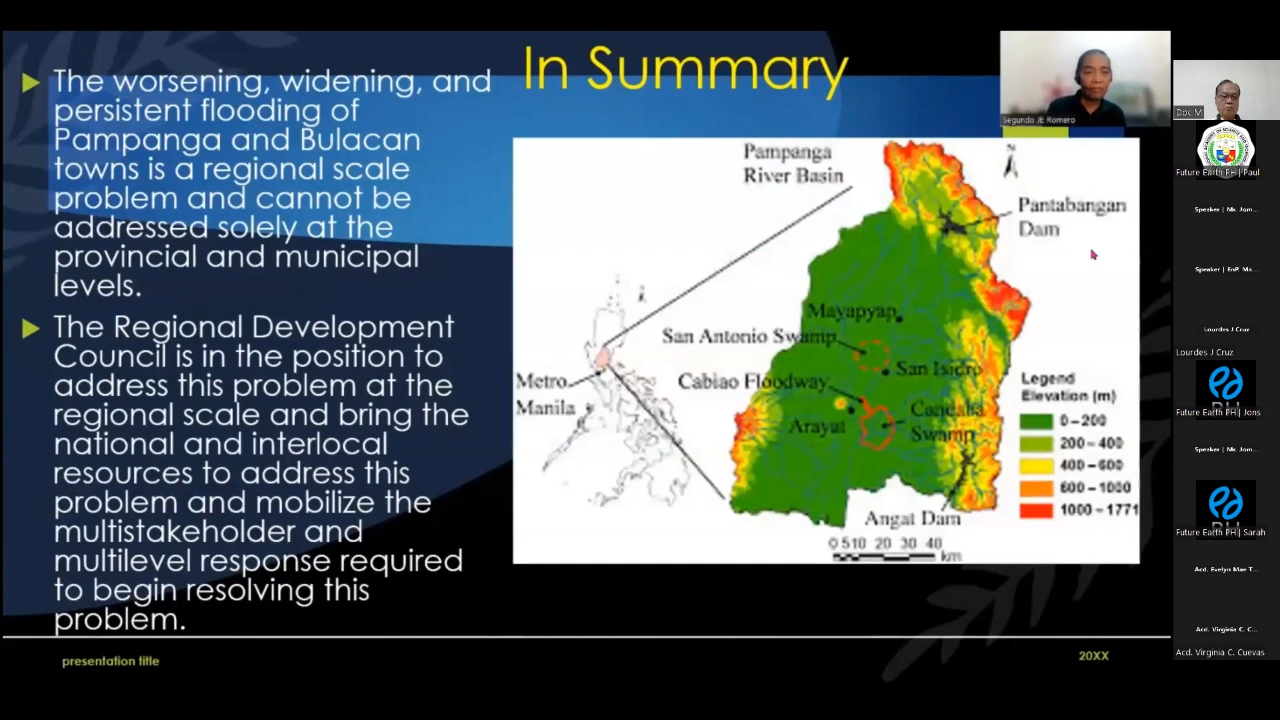 In Summary
The worsening, widening, and
persistent flooding of
Pampanga and Bulacan
towns is a regional scale
problem and cannot be
addressed solely at the
provincial and municipal
levels.
The Regional Development
Council is in the position to
address this problem at the
regional scale and bring the
national and interlocal
resources to address this
problem and mobilize the
multistakeholder and
multilevel response required
to begin resolving this
problem.
Pampanga
River Basin
N
Pantabangan
Dam
Mayapyap
San Antonio Swamp
San Isidro
Cabiao Floodway
Metro
Manila
Arayat
Candaba
Swamp
Angat Dam
Legend
Elevation (m)
0-200
200-400
400-600
600-1000
1000-1771
0 510 20 30 40
km
presentation title
20XX
Segundo JE Romero
Doc M
Future Earth PH | Paul
Speaker | Mr. Jom...
Speaker | EnP. Ma...
Lourdes J Cruz
Lourdes J Cruz
Future Earth PH | Jons
Speaker | Mr. Jom...
Future Earth PH | Sarah
Acd. Evelyn Mae T...
Acd. Virginia C. C...
Acd. Virginia C. Cuevas